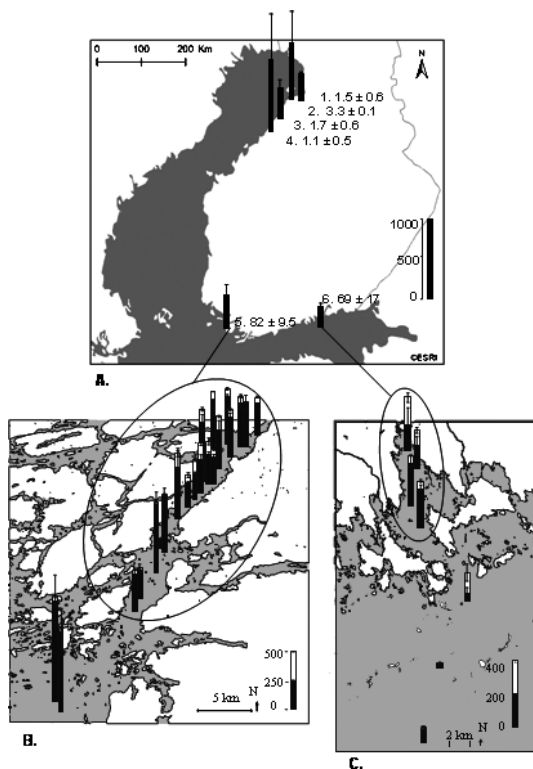 0 100 200 Km
N
1. 1.5 ± 0.6
2. 3.3 ± 0.1
3. 1.7 ± 0.6
4. 1.1 ± 0.5
1000
500
0
6. 69 ± 17
5. 82 ± 9.5
©ESRI
A.
500
250
0
5 km
N
B.
400
200
0
2 km
N
C.